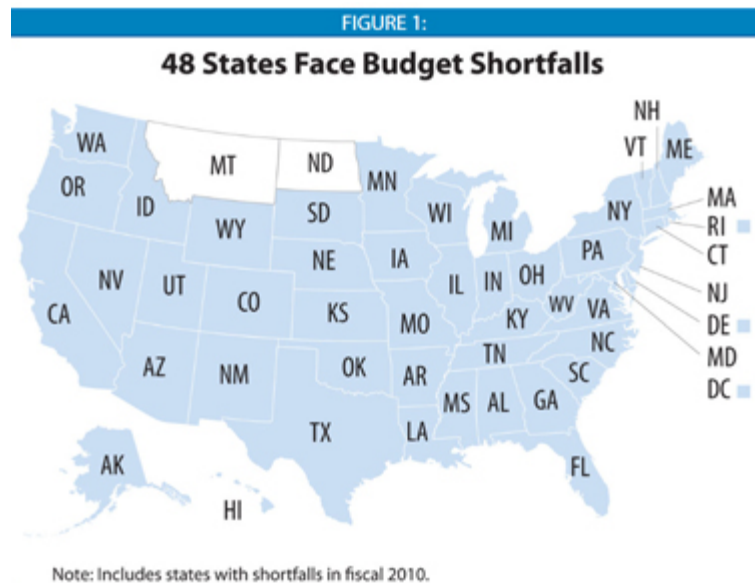 FIGURE 1:
48 States Face Budget Shortfalls
NH
WA
MT
ND
VT
ME
MN
OR
MA
ID
SD
WI
NY
RI
WY
MI
CT
PA
NE
IA
NV
IL
IN
OH
NJ
UT
CO
WV
VA
DE
CA
KS
MO
KY
NC
MD
TN
AZ
NM
OK
AR
SC
DC
MS
AL
GA
TX
LA
AK
FL
HI
Note: Includes states with shortfalls in fiscal 2010.